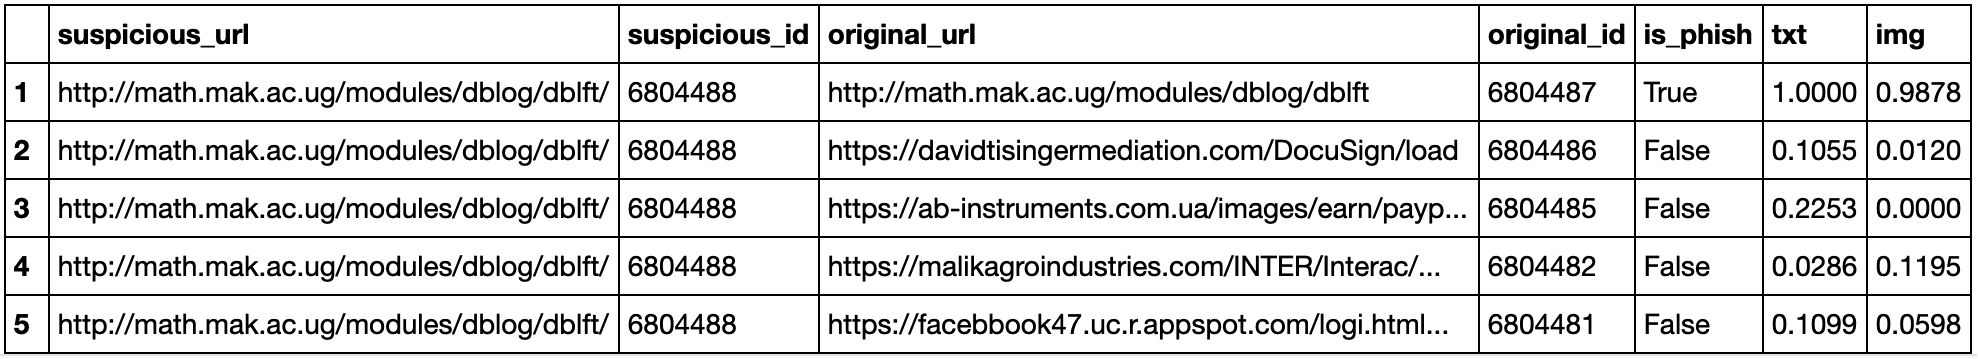 suspicious_url suspicious_id original_url original_id is_phish txt img
1 http://math.mak.ac.ug/modules/dblog/dblft/ 6804488 http://math.mak.ac.ug/modules/dblog/dblft 6804487 True 1.0000 0.9878
2 http://math.mak.ac.ug/modules/dblog/dblft/ 6804488 https://davidtisingermediation.com/DocuSign/load 6804486 False 0.1055 0.0120
3 http://math.mak.ac.ug/modules/dblog/dblft/ 6804488 https://ab-instruments.com.ua/images/earn/payp... 6804485 False 0.2253 0.0000
4 http://math.mak.ac.ug/modules/dblog/dblft/ 6804488 https://malikagroindustries.com/INTER/Interac/... 6804482 False 0.0286 0.1195
5 http://math.mak.ac.ug/modules/dblog/dblft/ 6804488 https://facebbook47.uc.r.appspot.com/logi.html... 6804481 False 0.1099 0.0598